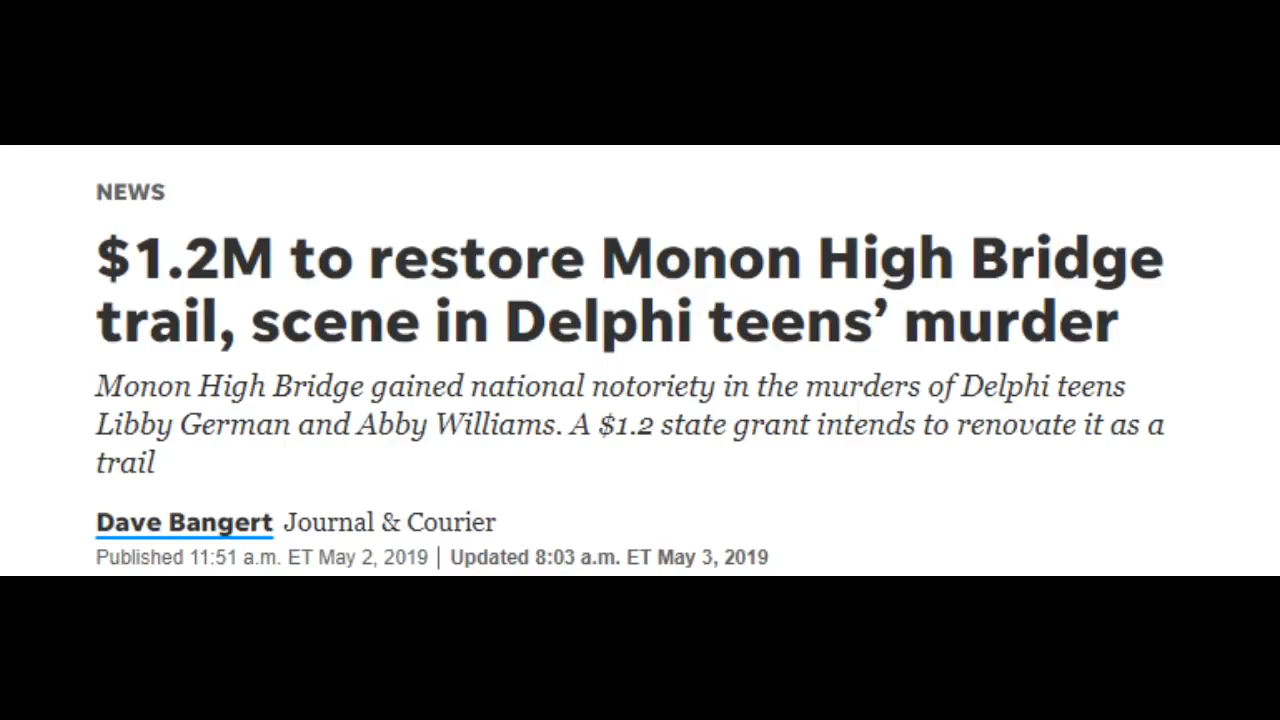 NEWS
$1.2M to restore Monon High Bridge
trail, scene in Delphi teens’ murder
Monon High Bridge gained national notoriety in the murders of Delphi teens
Libby German and Abby Williams. A $1.2 state grant intends to renovate it as a
trail
Dave Bangert Journal & Courier
Published 11:51 a.m. ET May 2, 2019 | Updated 8:03 a.m. ET May 3, 2019